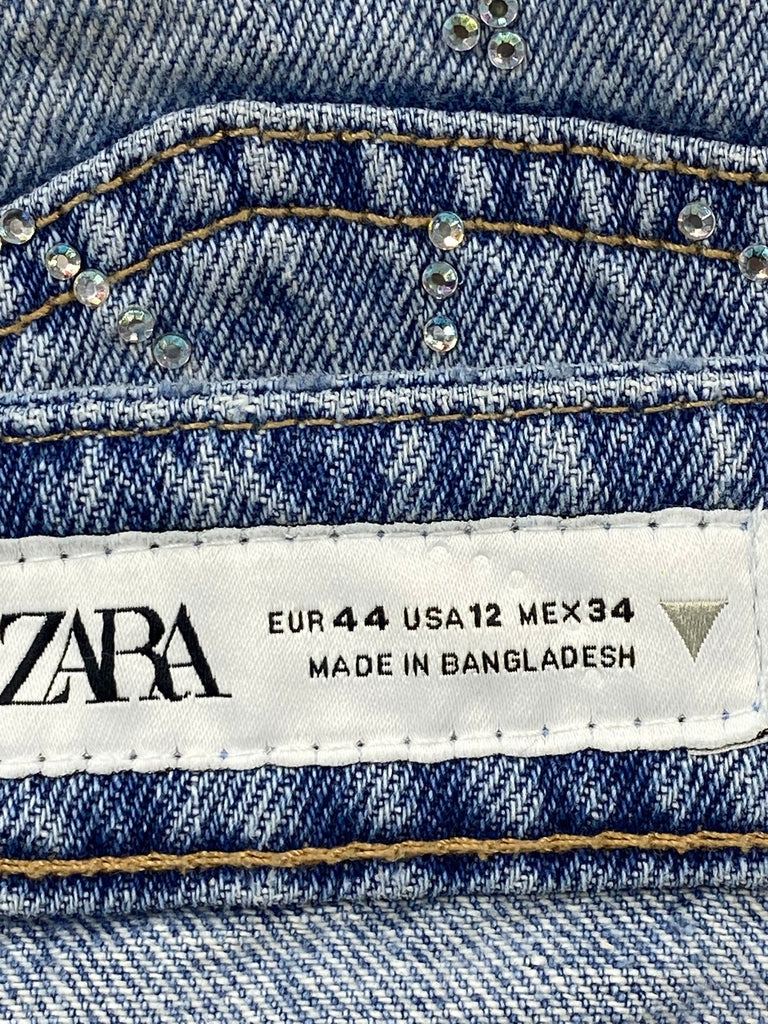 ZARA
EUR 44 USA 12 MEX 34
MADE IN BANGLADESH